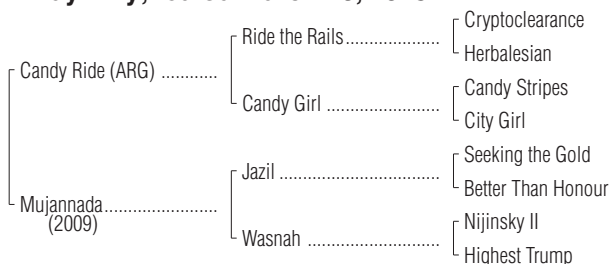 Cryptoclearance
Ride the Rails....................
Herbalesian
Candy Ride (ARG) ............
Candy Stripes
Candy Girl ........................
City Girl
Seeking the Gold
Jazil ..................................
Better Than Honour
Mujannada........................
(2009)
Nijinsky II
Wasnah ............................
Highest Trump